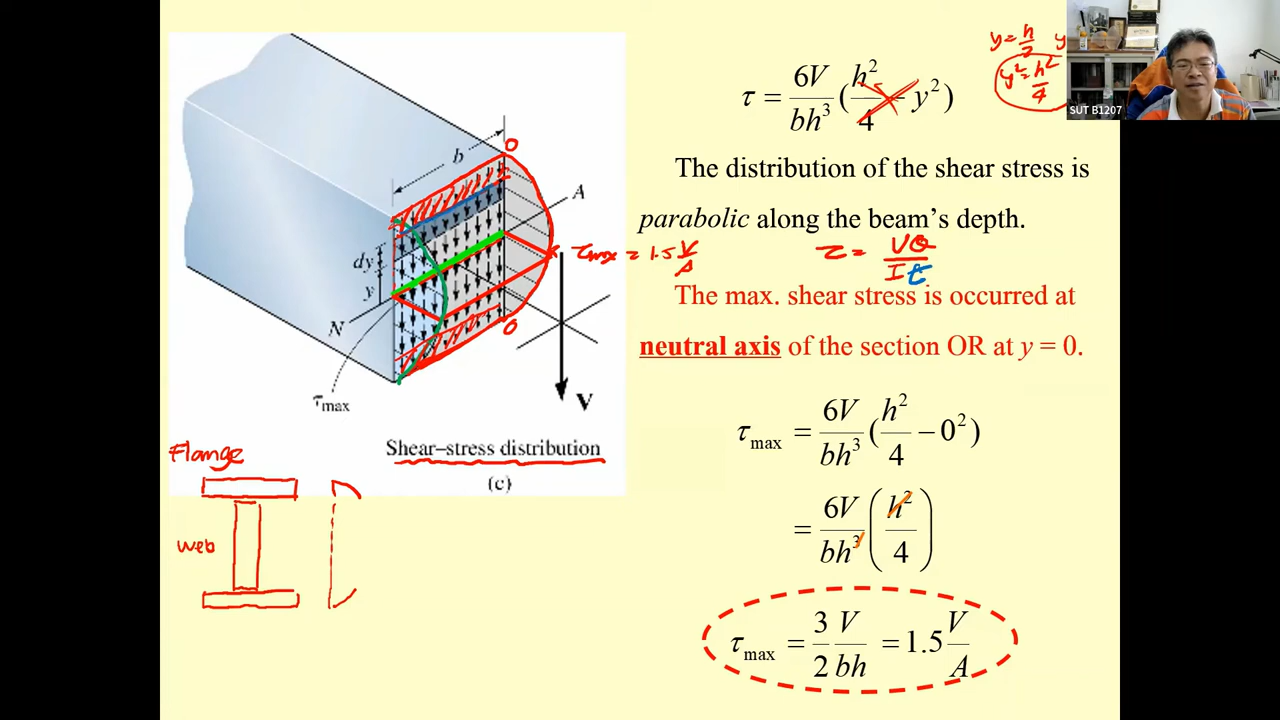 τ = 6V/bh³ (h²/4 − y²)
y = h/2 y
y² = h²/4
SUT B1207
The distribution of the shear stress is
parabolic along the beam's depth.
τ = VQ/It
The max. shear stress is occurred at
neutral axis of the section OR at y = 0.
τmax = 6V/bh³ (h²/4 − 0²)
= 6V/bh³ (h²/4)
τmax = 3/2 V/bh = 1.5 V/A
b
O
A
τmax = 1.5 V/A
dy
y
N
O
τmax
V
Shear–stress distribution
(c)
Flange
web